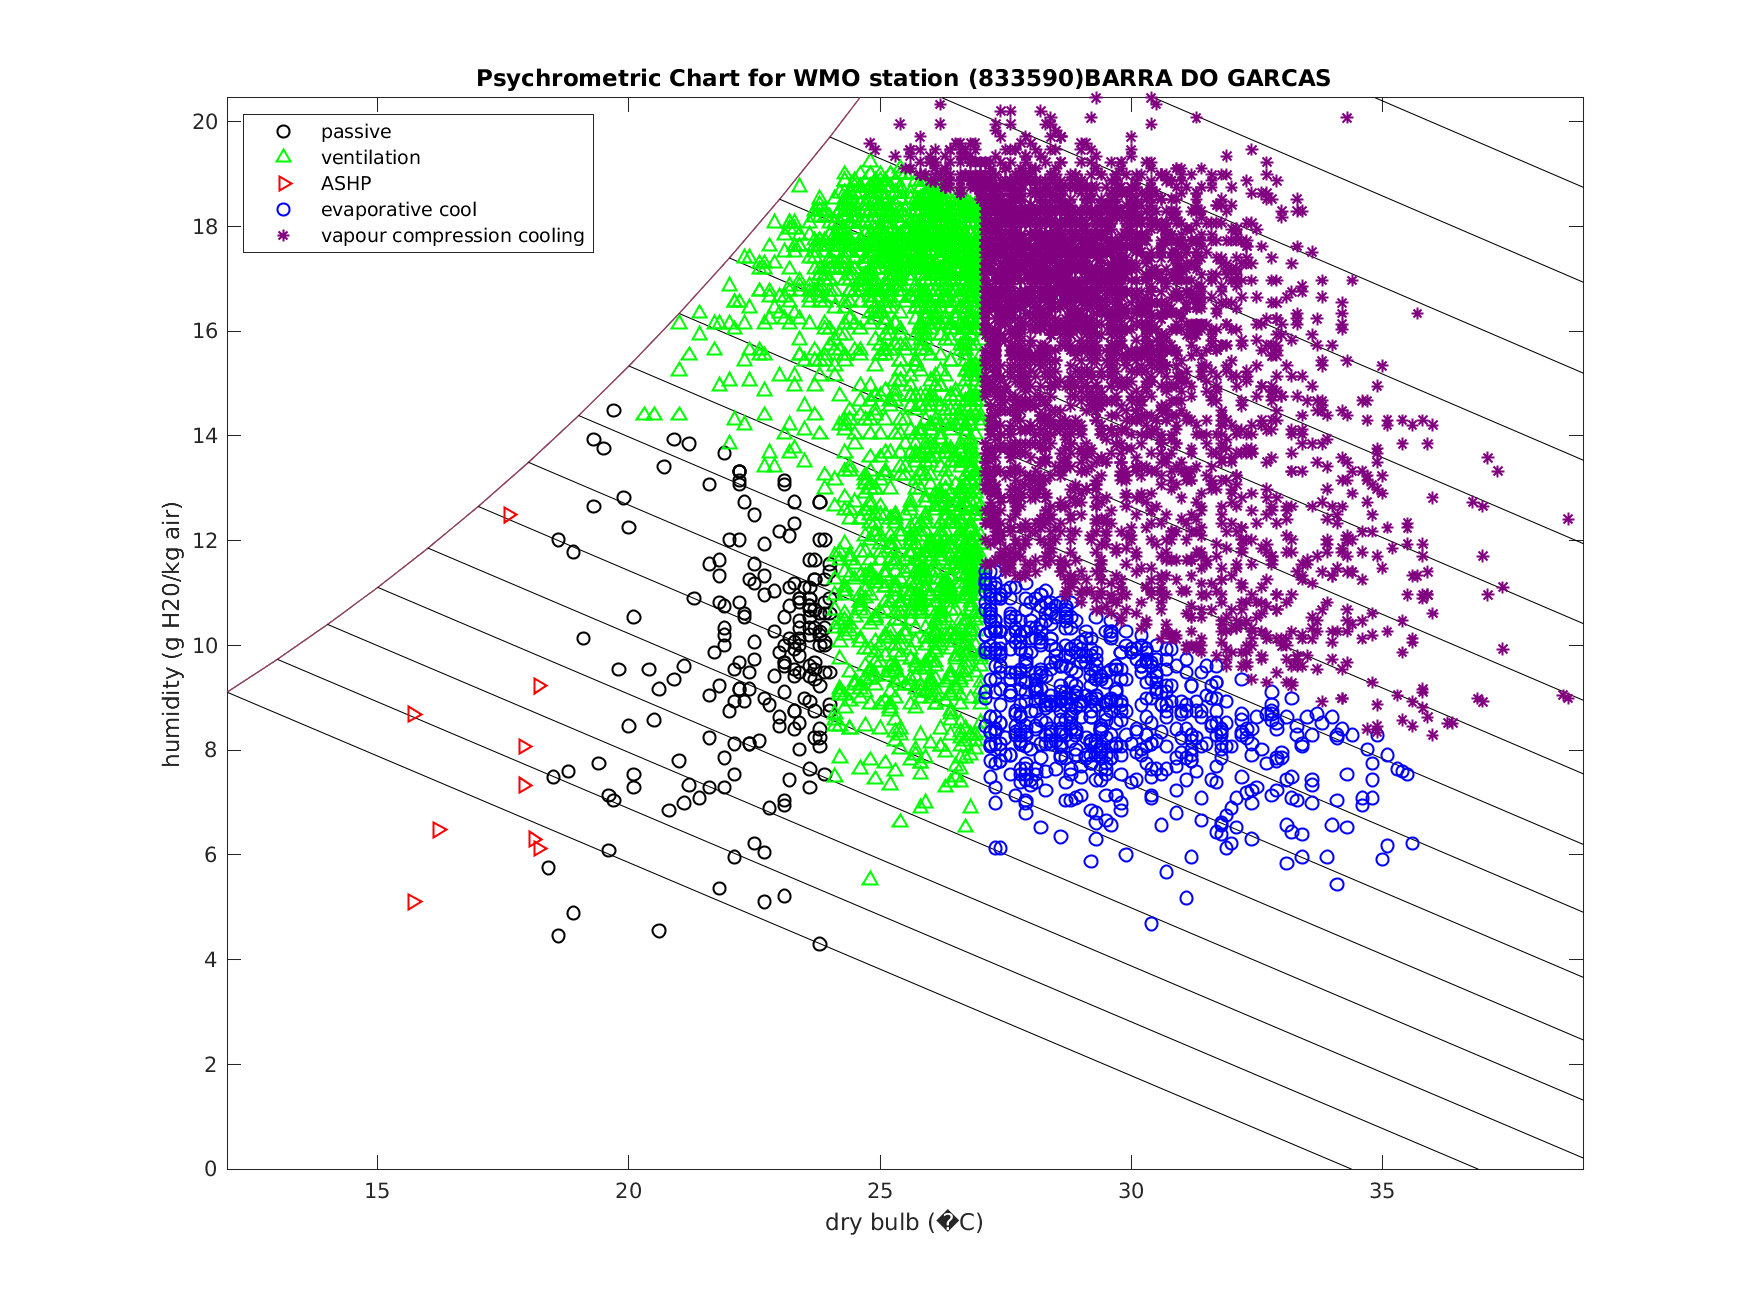 Psychrometric Chart for WMO station (833590)BARRA DO GARCAS
passive
ventilation
ASHP
evaporative cool
vapour compression cooling
humidity (g H20/kg air)
20
18
16
14
12
10
8
6
4
2
0
15 20 25 30 35
dry bulb (�C)